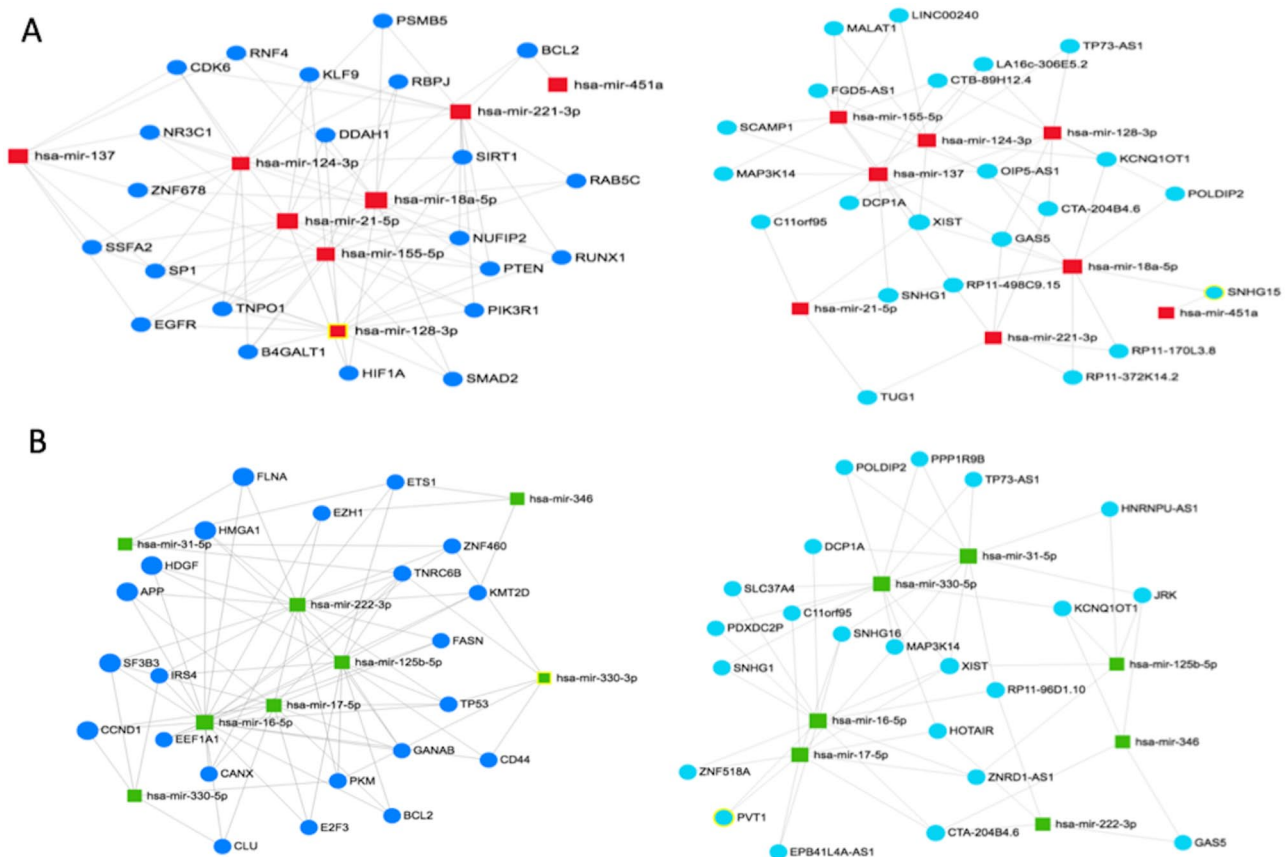 A
PSMB5
RNF4
BCL2
CDK6
KLF9
RBPJ
hsa-mir-451a
hsa-mir-221-3p
NR3C1
DDAH1
hsa-mir-137
hsa-mir-124-3p
SIRT1
ZNF678
RAB5C
hsa-mir-18a-5p
hsa-mir-21-5p
SSFA2
NUFIP2
hsa-mir-155-5p
RUNX1
SP1
PTEN
TNPO1
PIK3R1
EGFR
hsa-mir-128-3p
B4GALT1
HIF1A
SMAD2
LINC00240
MALAT1
TP73-AS1
LA16c-306E5.2
CTB-89H12.4
FGD5-AS1
hsa-mir-155-5p
SCAMP1
hsa-mir-124-3p
hsa-mir-128-3p
KCNQ1OT1
MAP3K14
hsa-mir-137
OIP5-AS1
POLDIP2
DCP1A
C11orf95
XIST
CTA-204B4.6
GAS5
hsa-mir-18a-5p
RP11-498C9.15
SNHG1
SNHG15
hsa-mir-21-5p
hsa-mir-451a
hsa-mir-221-3p
RP11-170L3.8
RP11-372K14.2
TUG1
B
FLNA
ETS1
hsa-mir-346
EZH1
HMGA1
hsa-mir-31-5p
ZNF460
HDGF
TNRC6B
APP
KMT2D
hsa-mir-222-3p
FASN
SF3B3
hsa-mir-125b-5p
IRS4
hsa-mir-330-3p
hsa-mir-17-5p
TP53
hsa-mir-16-5p
CCND1
EEF1A1
GANAB
CD44
CANX
PKM
hsa-mir-330-5p
BCL2
E2F3
CLU
PPP1R9B
POLDIP2
TP73-AS1
HNRNPU-AS1
DCP1A
hsa-mir-31-5p
hsa-mir-330-5p
SLC37A4
JRK
C11orf95
KCNQ1OT1
PDXDC2P
SNHG16
MAP3K14
SNHG1
XIST
hsa-mir-125b-5p
RP11-96D1.10
hsa-mir-16-5p
HOTAIR
hsa-mir-346
hsa-mir-17-5p
ZNF518A
ZNRD1-AS1
PVT1
hsa-mir-222-3p
CTA-204B4.6
GAS5
EPB41L4A-AS1